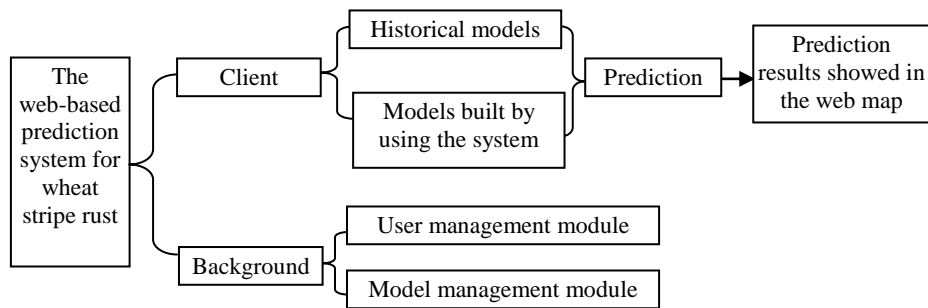 The
web-based
prediction
system for
wheat
stripe rust
Client
Historical models
Models built by
using the system
Prediction
Prediction
results showed in
the web map
Background
User management module
Model management module